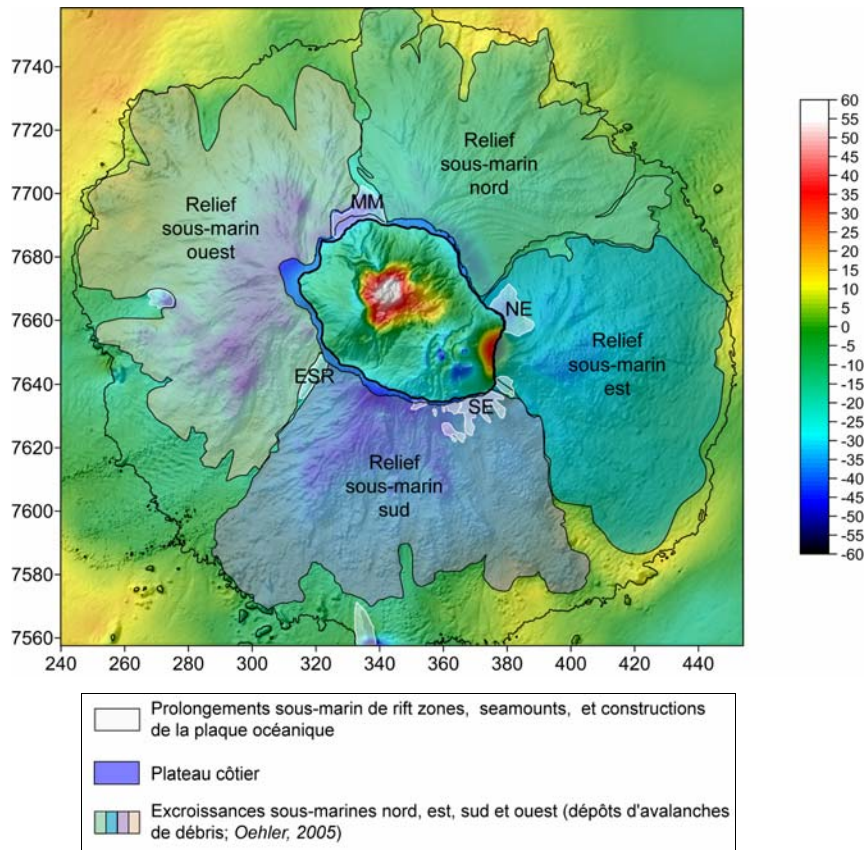 7740
7720
7700
7680
7660
7640
7620
7600
7580
7560
240 260 280 300 320 340 360 380 400 420 440
Relief
sous-marin
nord
Relief
sous-marin
ouest
MM
NE
Relief
sous-marin
est
ESR
SE
Relief
sous-marin
sud
60
55
50
45
40
35
30
25
20
15
10
5
0
-5
-10
-15
-20
-25
-30
-35
-40
-45
-50
-55
-60
Prolongements sous-marin de rift zones, seamounts, et constructions
de la plaque océanique
Plateau côtier
Excroissances sous-marines nord, est, sud et ouest (dépôts d'avalanches
de débris; Oehler, 2005)